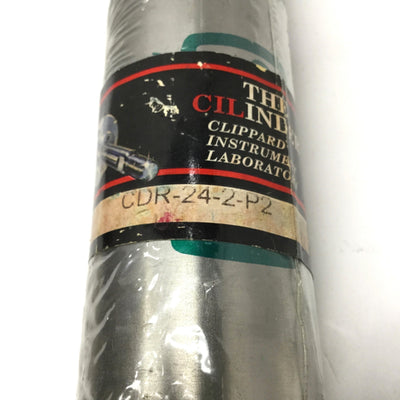 THE
CILIND
CLIPPARD
INSTRUME
LABORATO
CDR-24-2-P2